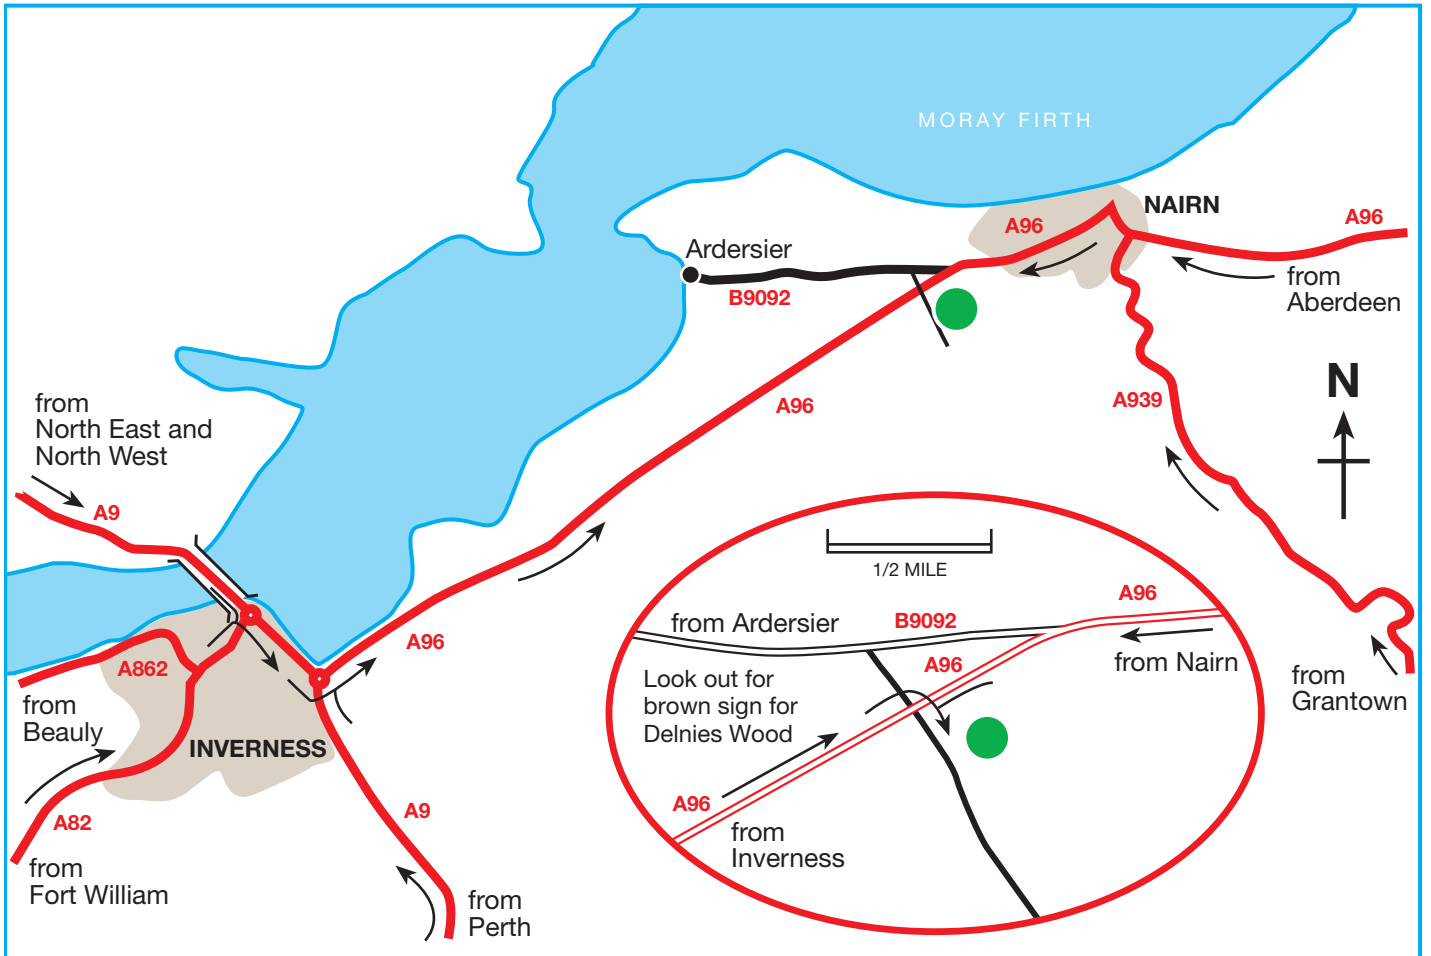 MORAY FIRTH
NAIRN
A96
A96
Ardersier
from
Aberdeen
B9092
N
A939
A96
from
North East and
North West
A9
1/2 MILE
A96
from Ardersier
B9092
A96
A96
from Nairn
Look out for
brown sign for
Delnies Wood
A862
from
Beauly
from
Grantown
INVERNESS
A96
A9
A82
from
Inverness
from
Fort William
from
Perth